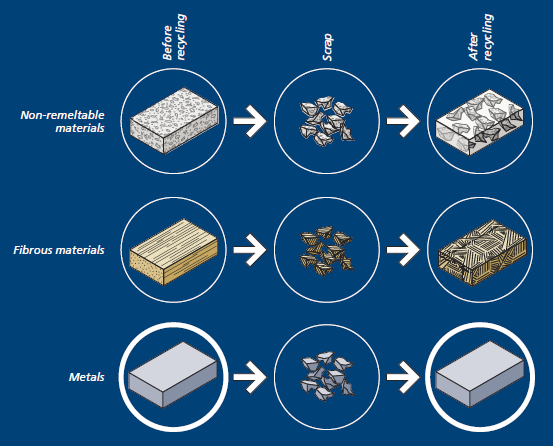 Before
recycling
Scrap
After
recycling
Non-remeltable
materials
Fibrous materials
Metals